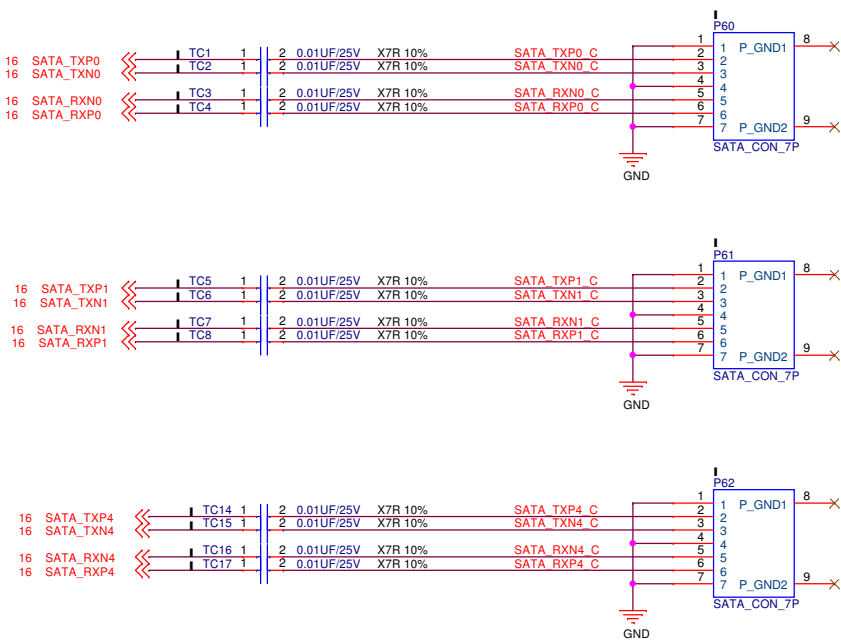 P60
16 SATA_TXP0 TC1 1 2 0.01UF/25V X7R 10% SATA_TXP0_C 1 1 P_GND1 8
16 SATA_TXN0 TC2 1 2 0.01UF/25V X7R 10% SATA_TXN0_C 2 2
3 3
4 4
16 SATA_RXN0 TC3 1 2 0.01UF/25V X7R 10% SATA_RXN0_C 5 5
16 SATA_RXP0 TC4 1 2 0.01UF/25V X7R 10% SATA_RXP0_C 6 6
7 7 P_GND2 9
SATA_CON_7P
GND
P61
16 SATA_TXP1 TC5 1 2 0.01UF/25V X7R 10% SATA_TXP1_C 1 1 P_GND1 8
16 SATA_TXN1 TC6 1 2 0.01UF/25V X7R 10% SATA_TXN1_C 2 2
3 3
4 4
16 SATA_RXN1 TC7 1 2 0.01UF/25V X7R 10% SATA_RXN1_C 5 5
16 SATA_RXP1 TC8 1 2 0.01UF/25V X7R 10% SATA_RXP1_C 6 6
7 7 P_GND2 9
SATA_CON_7P
GND
P62
16 SATA_TXP4 TC14 1 2 0.01UF/25V X7R 10% SATA_TXP4_C 1 1 P_GND1 8
16 SATA_TXN4 TC15 1 2 0.01UF/25V X7R 10% SATA_TXN4_C 2 2
3 3
4 4
16 SATA_RXN4 TC16 1 2 0.01UF/25V X7R 10% SATA_RXN4_C 5 5
16 SATA_RXP4 TC17 1 2 0.01UF/25V X7R 10% SATA_RXP4_C 6 6
7 7 P_GND2 9
SATA_CON_7P
GND